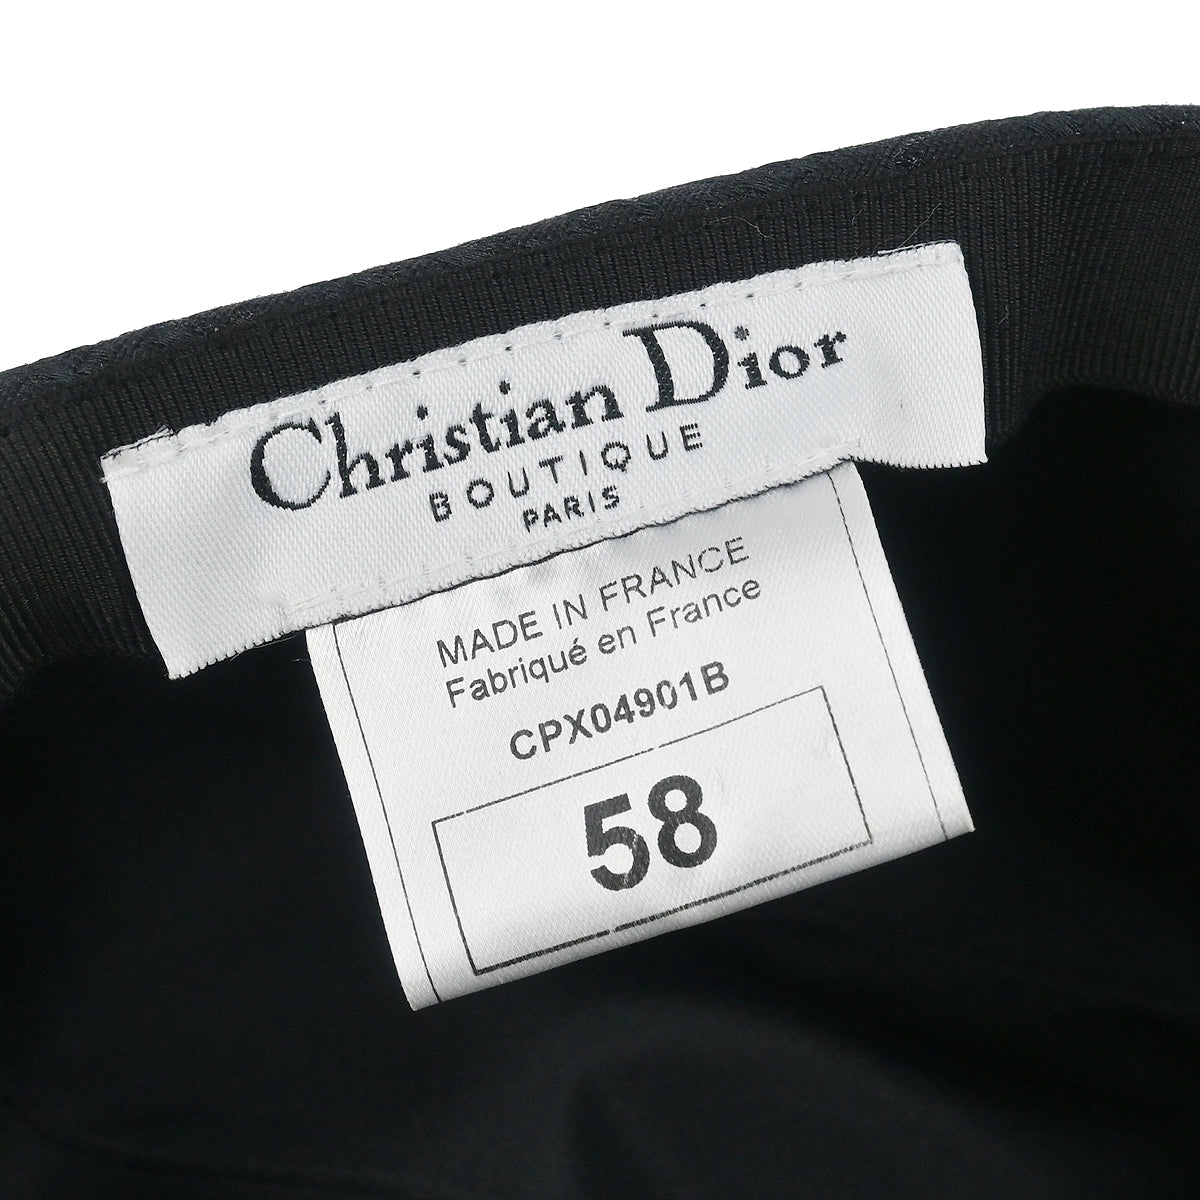 Christian Dior
BOUTIQUE
PARIS
MADE IN FRANCE
Fabriqué en France
CPX04901B
58